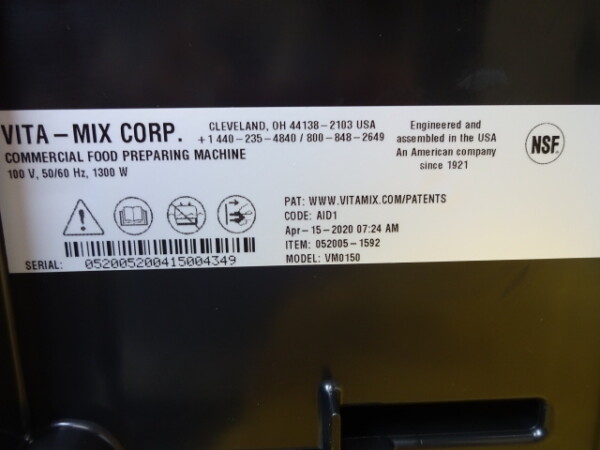 VITA-MIX CORP.
COMMERCIAL FOOD PREPARING MACHINE
100 V, 50/60 Hz, 1300 W
CLEVELAND, OH 44138-2103 USA
+1 440-235-4840 / 800-848-2649
Engineered and
assembled in the USA
An American company
since 1921
NSF
PAT: WWW.VITAMIX.COM/PATENTS
CODE: AID1
Apr-15-2020 07:24 AM
ITEM: 052005-1592
MODEL: VM0150
SERIAL: 052005200415004349